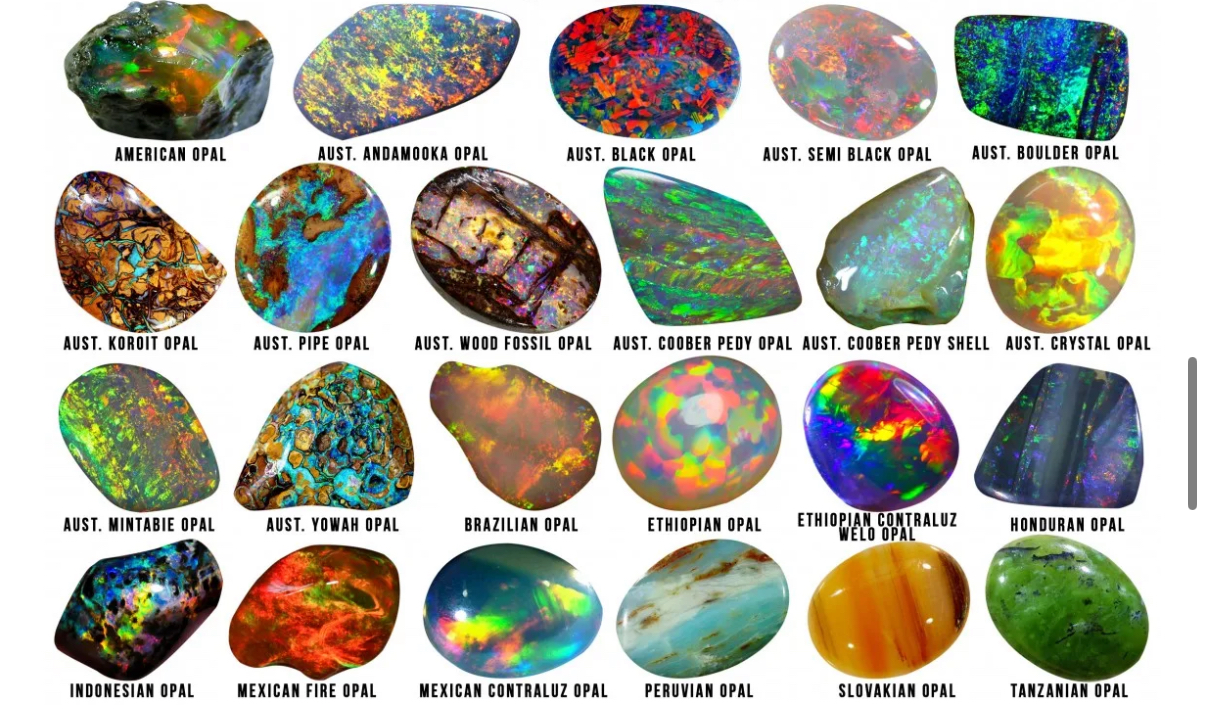 AMERICAN OPAL
AUST. ANDAMOOKA OPAL
AUST. BLACK OPAL
AUST. SEMI BLACK OPAL
AUST. BOULDER OPAL
AUST. KOROIT OPAL
AUST. PIPE OPAL
AUST. WOOD FOSSIL OPAL
AUST. COOBER PEDY OPAL
AUST. COOBER PEDY SHELL
AUST. CRYSTAL OPAL
AUST. MINTABIE OPAL
AUST. YOWAH OPAL
BRAZILIAN OPAL
ETHIOPIAN OPAL
ETHIOPIAN CONTRALUZ
WELO OPAL
HONDURAN OPAL
INDONESIAN OPAL
MEXICAN FIRE OPAL
MEXICAN CONTRALUZ OPAL
PERUVIAN OPAL
SLOVAKIAN OPAL
TANZANIAN OPAL